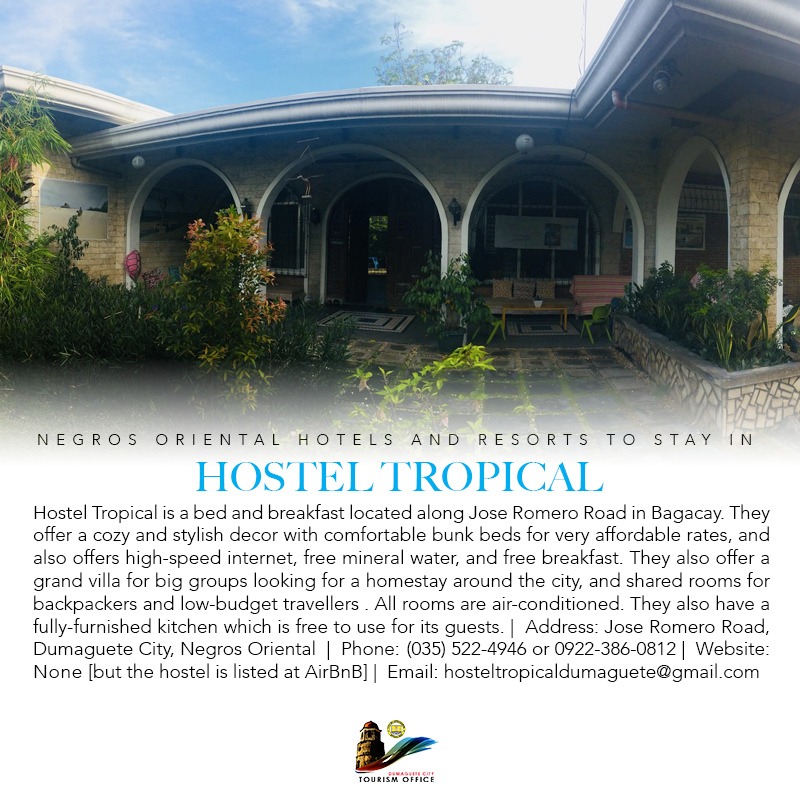 NEGROS ORIENTAL HOTELS AND RESORTS TO STAY IN
HOSTEL TROPICAL
Hostel Tropical is a bed and breakfast located along Jose Romero Road in Bagacay. They
offer a cozy and stylish decor with comfortable bunk beds for very affordable rates, and
also offers high-speed internet, free mineral water, and free breakfast. They also offer a
grand villa for big groups looking for a homestay around the city, and shared rooms for
backpackers and low-budget travellers . All rooms are air-conditioned. They also have a
fully-furnished kitchen which is free to use for its guests. | Address: Jose Romero Road,
Dumaguete City, Negros Oriental | Phone: (035) 522-4946 or 0922-386-0812 | Website:
None [but the hostel is listed at AirBnB] | Email: hosteltropicaldumaguete@gmail.com
DUMAGUETE CITY
TOURISM OFFICE